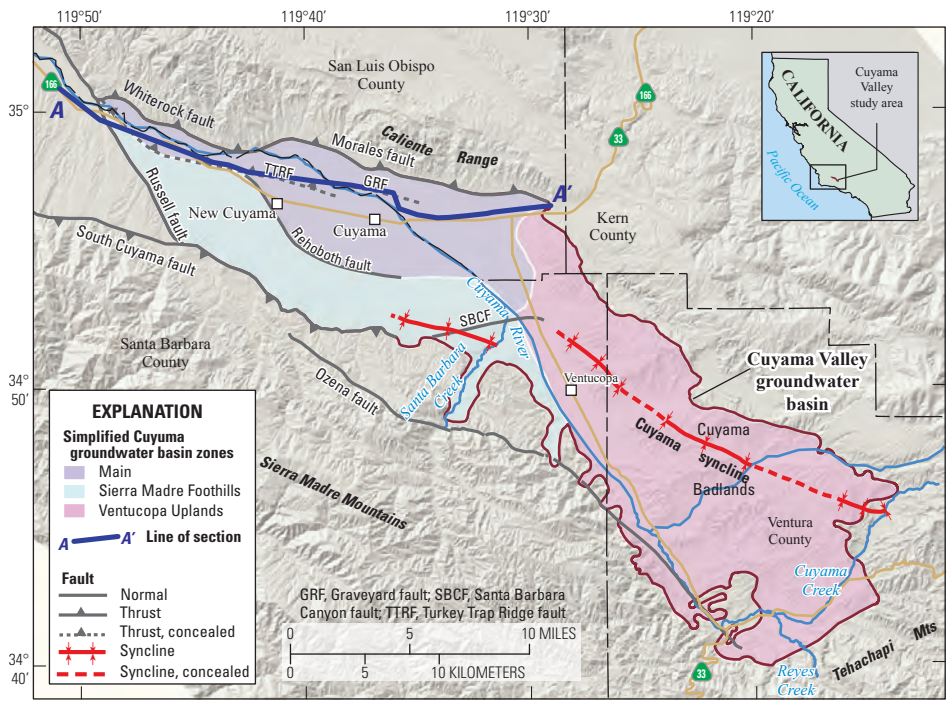 119°50'
119°40'
119°30'
119°20'
35°
34°
50'
34°
40'
166
A
Whiterock fault
San Luis Obispo
County
Caliente Range
Morales fault
TTRF
GRF
A'
166
33
Kern
County
Russell fault
New Cuyama
Cuyama
Rehoboth fault
South Cuyama fault
Cuyama
River
SBCF
Santa Barbara
County
Santa Barbara
Creek
Ozena fault
Ventucopa
Cuyama Valley
groundwater
basin
Cuyama
syncline
Cuyama
Badlands
Sierra Madre Mountains
Ventura
County
Cuyama
Creek
Reyes
Creek
Tehachapi Mts
33
CALIFORNIA
Pacific Ocean
Cuyama
Valley
study area
EXPLANATION
Simplified Cuyuma
groundwater basin zones
Main
Sierra Madre Foothills
Ventucopa Uplands
A A' Line of section
Fault
Normal
Thrust
Thrust, concealed
Syncline
Syncline, concealed
GRF, Graveyard fault; SBCF, Santa Barbara
Canyon fault; TTRF, Turkey Trap Ridge fault
0 5 10 MILES
0 5 10 KILOMETERS